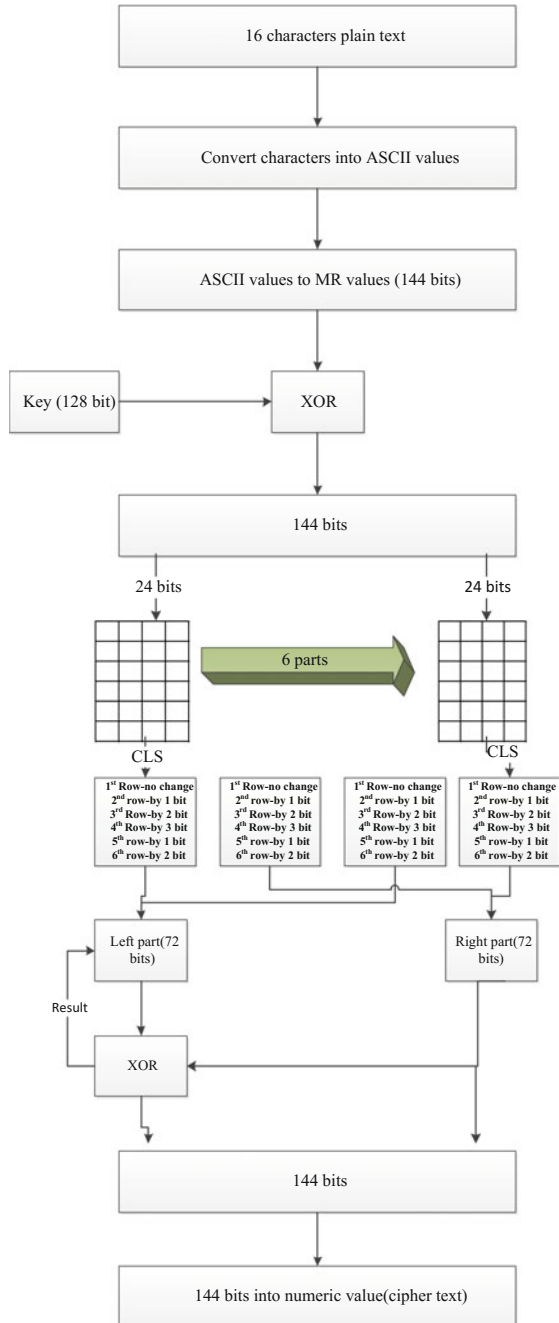 16 characters plain text
Convert characters into ASCII values
ASCII values to MR values (144 bits)
Key (128 bit)
XOR
144 bits
24 bits
24 bits
6 parts
CLS
CLS
1st Row-no change
2nd row-by 1 bit
3rd Row-by 2 bit
4th Row-by 3 bit
5th row-by 1 bit
6th row-by 2 bit
1st Row-no change
2nd row-by 1 bit
3rd Row-by 2 bit
4th Row-by 3 bit
5th row-by 1 bit
6th row-by 2 bit
1st Row-no change
2nd row-by 1 bit
3rd Row-by 2 bit
4th Row-by 3 bit
5th row-by 1 bit
6th row-by 2 bit
1st Row-no change
2nd row-by 1 bit
3rd Row-by 2 bit
4th Row-by 3 bit
5th row-by 1 bit
6th row-by 2 bit
Left part(72
bits)
Right part(72
bits)
Result
XOR
144 bits
144 bits into numeric value(cipher text)